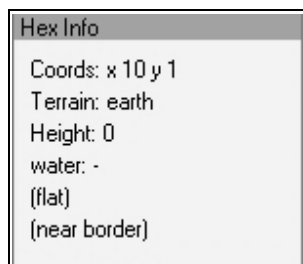 Hex Info
Coords: x 10 y 1
Terrain: earth
Height: 0
water: -
(flat)
(near border)